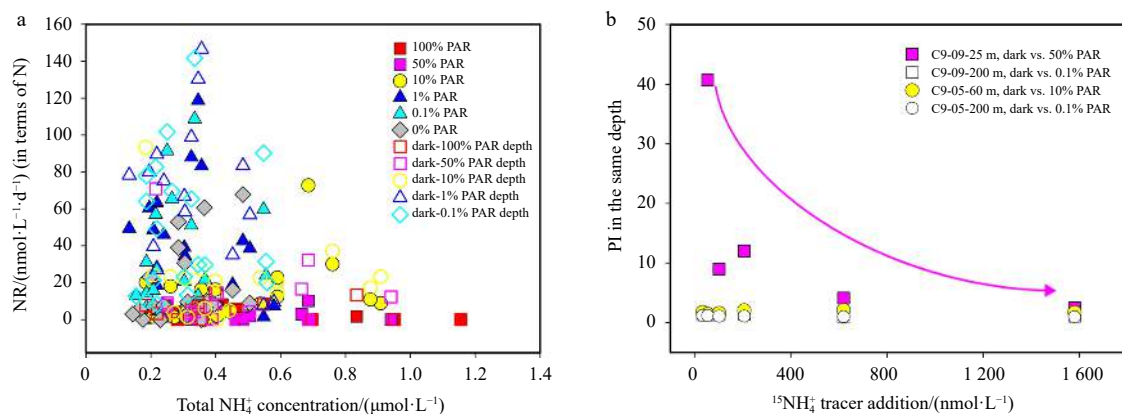 a
160
140
120
100
80
60
40
20
0
NR/(nmol·L⁻¹·d⁻¹) (in terms of N)
0
0.2
0.4
0.6
0.8
1.0
1.2
1.4
Total NH₄⁺ concentration/(μmol·L⁻¹)
100% PAR
50% PAR
10% PAR
1% PAR
0.1% PAR
0% PAR
dark-100% PAR depth
dark-50% PAR depth
dark-10% PAR depth
dark-1% PAR depth
dark-0.1% PAR depth
b
50
40
30
20
10
0
PI in the same depth
0
400
800
1 200
1 600
¹⁵NH₄⁺ tracer addition/(nmol·L⁻¹)
C9-09-25 m, dark vs. 50% PAR
C9-09-200 m, dark vs. 0.1% PAR
C9-05-60 m, dark vs. 10% PAR
C9-05-200 m, dark vs. 0.1% PAR